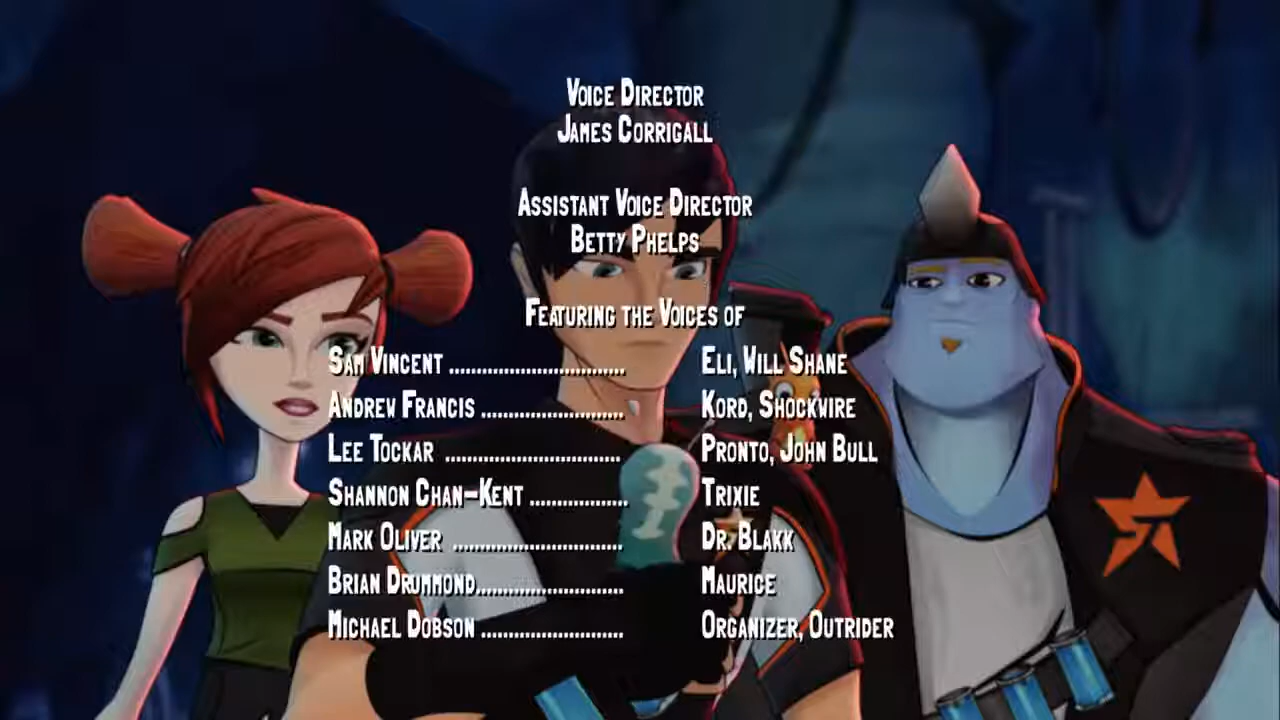 Voice Director
James Corrigall
Assistant Voice Director
Betty Phelps
Featuring the Voices of
Sam Vincent ................................ Eli, Will Shane
Andrew Francis .......................... Kord, Shockwire
Lee Tockar ................................ Pronto, John Bull
Shannon Chan-Kent .................. Trixie
Mark Oliver ............................... Dr. Blakk
Brian Drummond........................... Maurice
Michael Dobson .......................... Organizer, Outrider